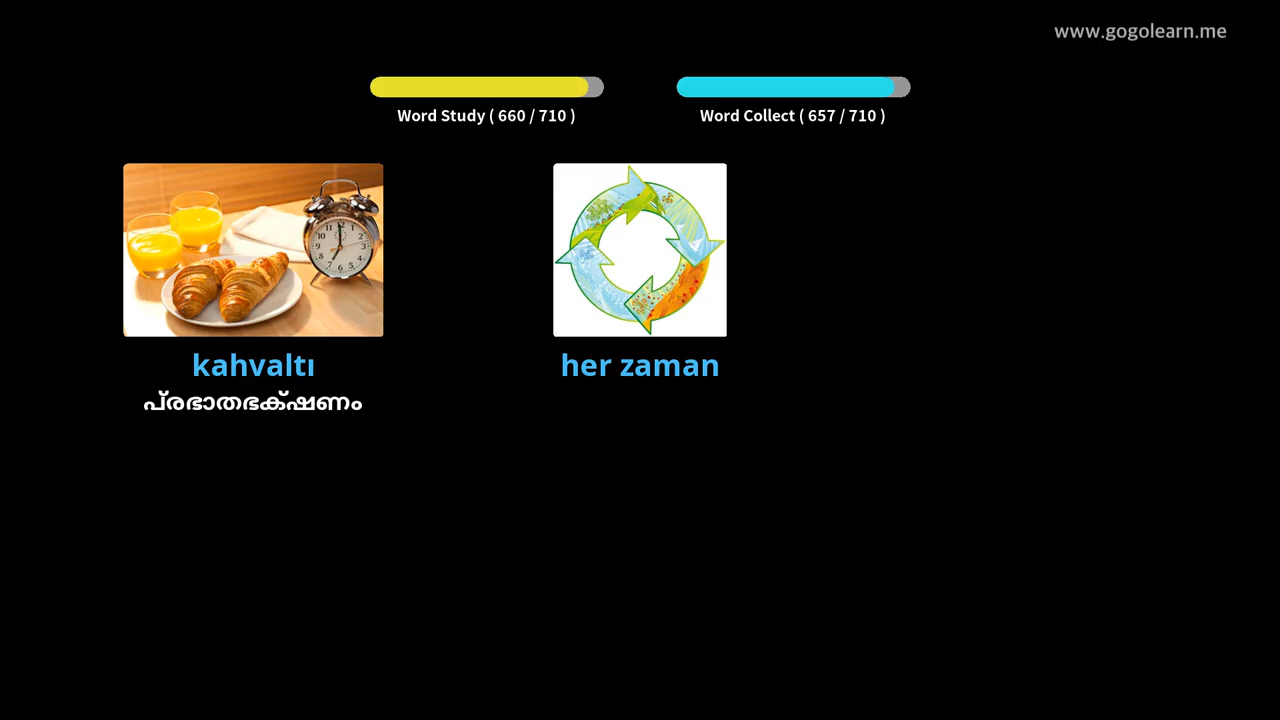 www.gogolearn.me
Word Study ( 660 / 710 )
Word Collect ( 657 / 710 )
kahvaltı
her zaman
പ്രഭാതഭക്ഷണം